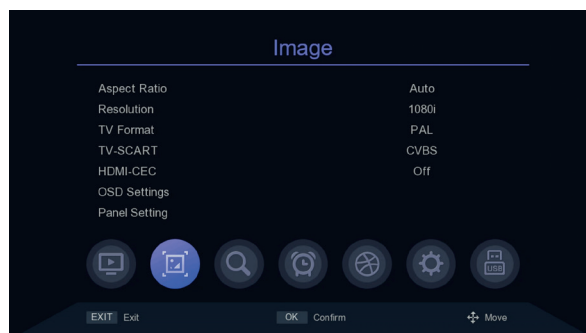 Image
Aspect Ratio Auto
Resolution 1080i
TV Format PAL
TV-SCART CVBS
HDMI-CEC Off
OSD Settings
Panel Setting
USB
EXIT Exit OK Confirm Move